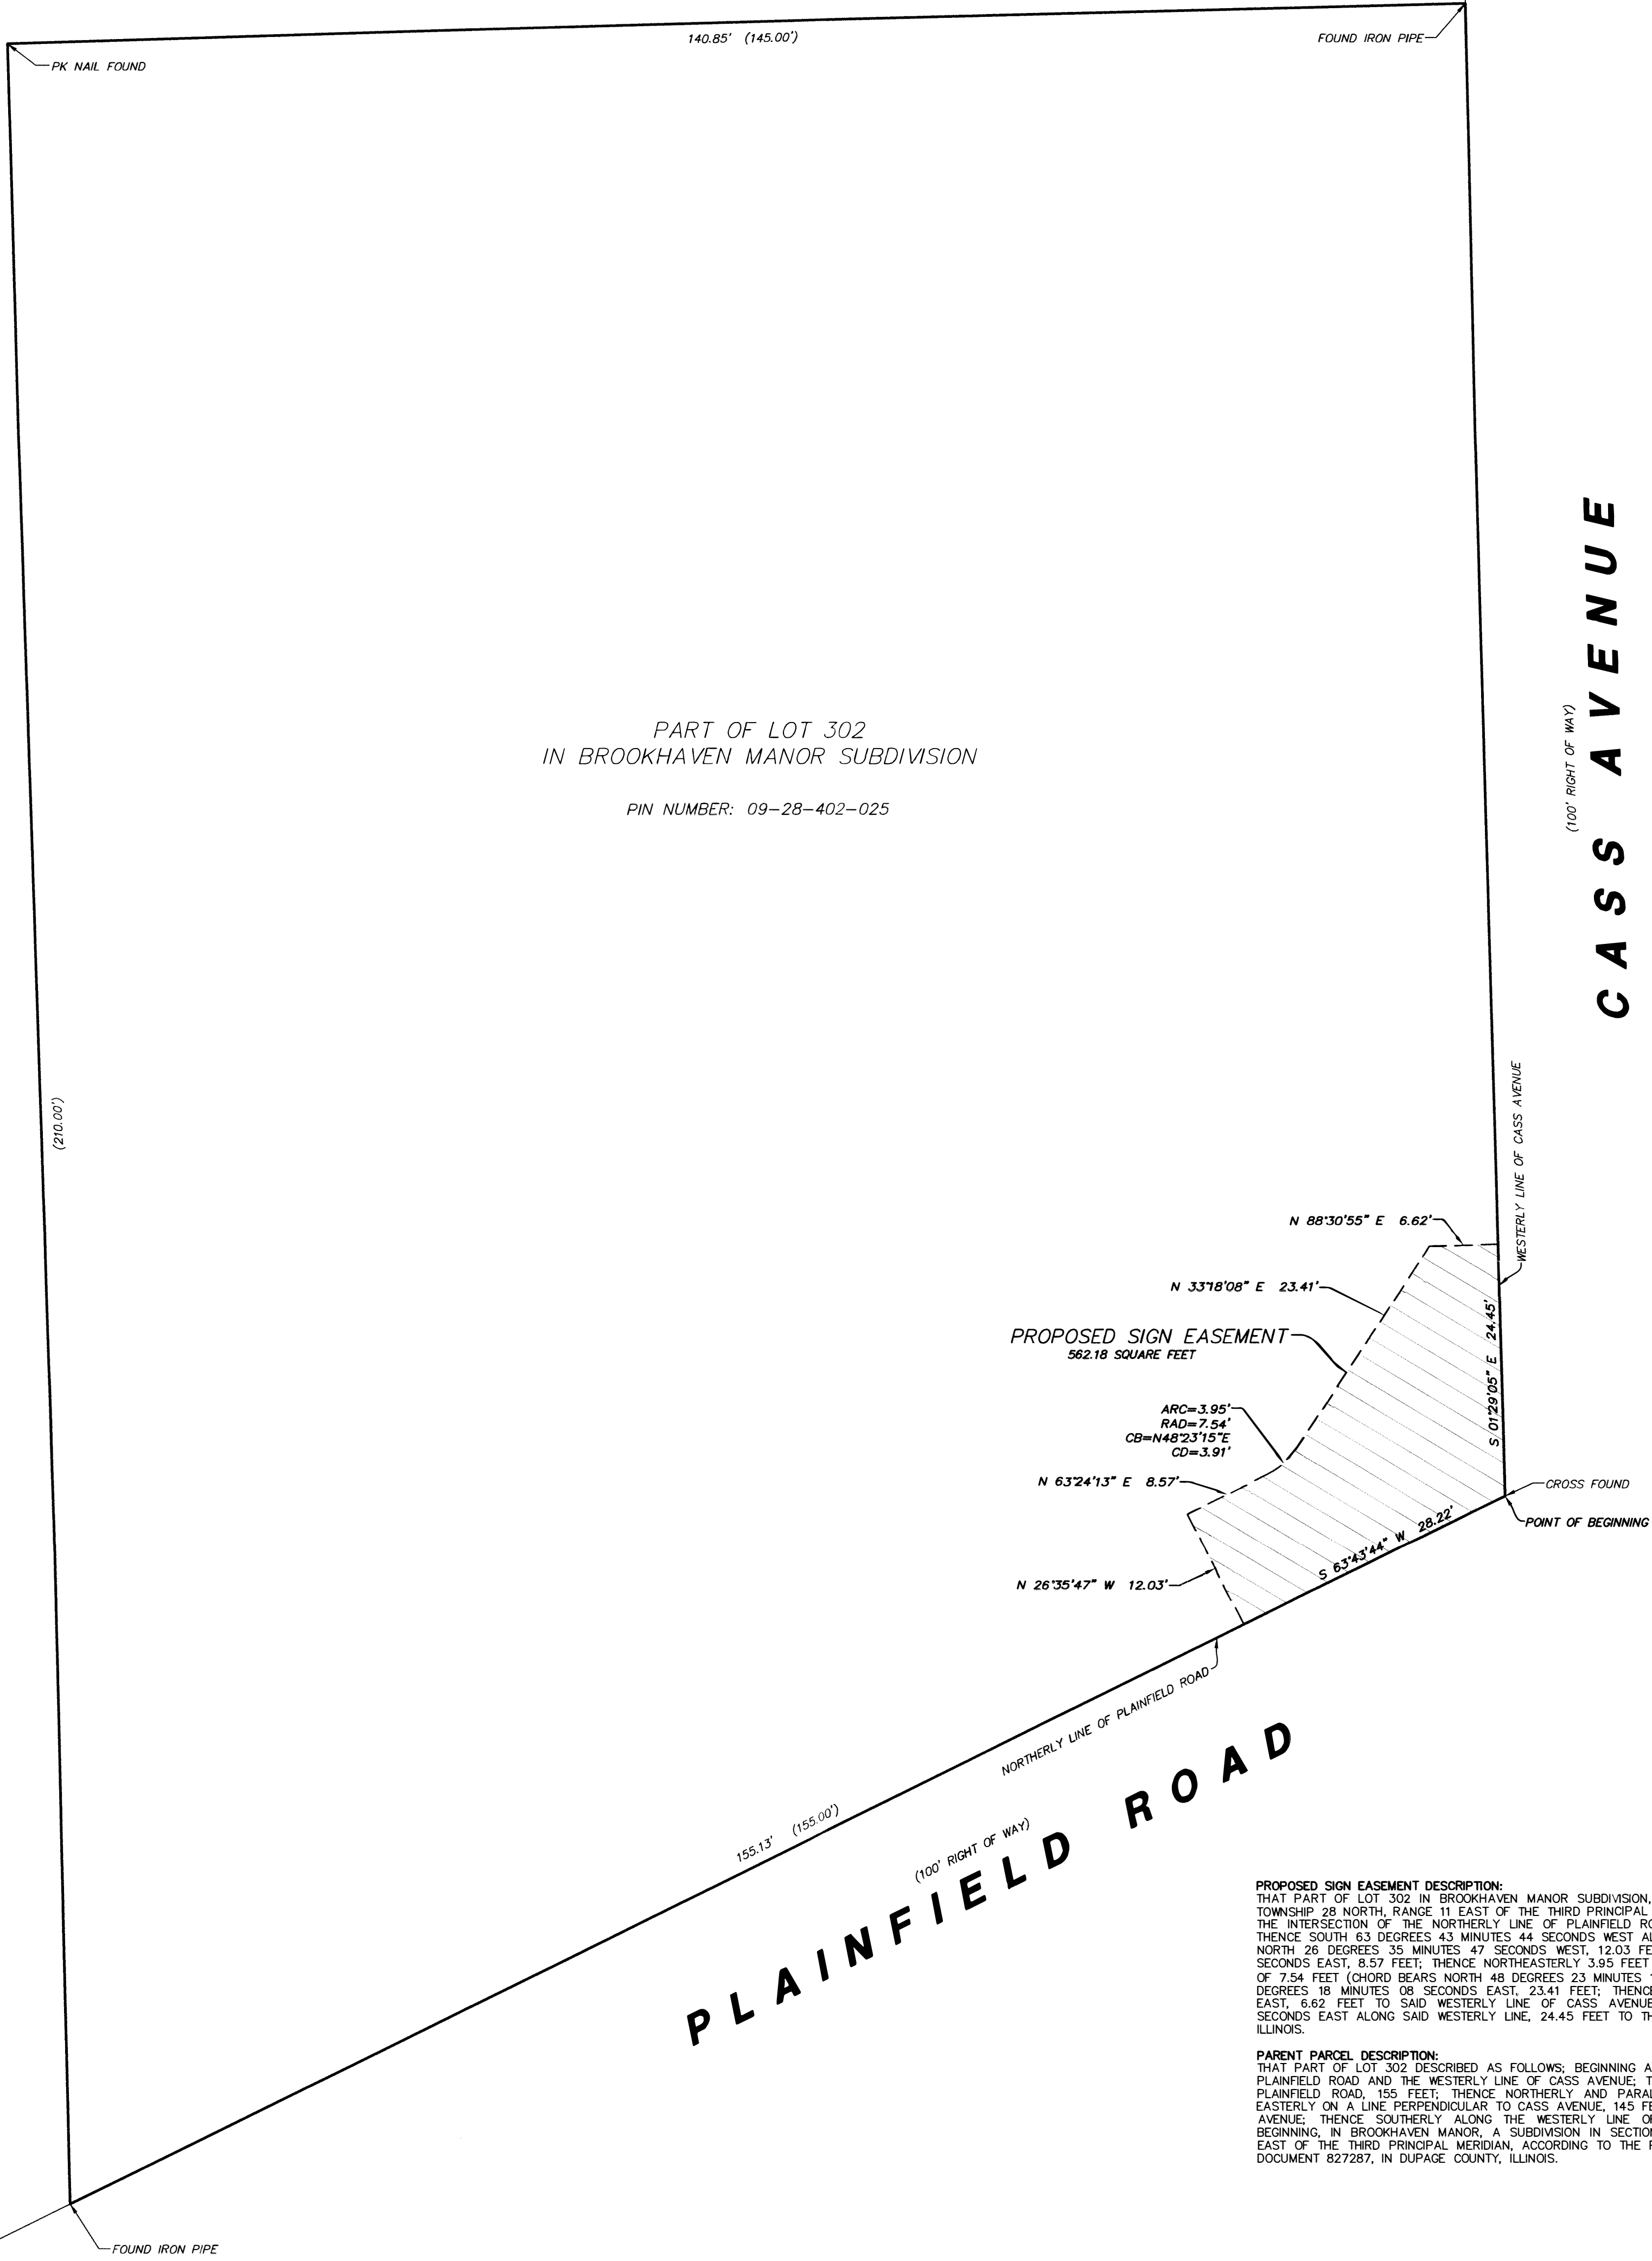 140.85' (145.00')
FOUND IRON PIPE
PK NAIL FOUND
CASS AVENUE
(100' RIGHT OF WAY)
PART OF LOT 302
IN BROOKHAVEN MANOR SUBDIVISION
PIN NUMBER: 09-28-402-025
(210.00')
WESTERLY LINE OF CASS AVENUE
N 88°30'55" E 6.62'
N 33°18'08" E 23.41'
PROPOSED SIGN EASEMENT
562.18 SQUARE FEET
S 01°29'05" E 24.45'
ARC=3.95'
RAD=7.54'
CB=N48°23'15"E
CD=3.91'
N 63°24'13" E 8.57'
CROSS FOUND
POINT OF BEGINNING
S 63°43'44" W 28.22'
N 26°35'47" W 12.03'
NORTHERLY LINE OF PLAINFIELD ROAD
155.13' (155.00')
(100' RIGHT OF WAY)
PLAINFIELD ROAD
PROPOSED SIGN EASEMENT DESCRIPTION:
THAT PART OF LOT 302 IN BROOKHAVEN MANOR SUBDIVISION,
TOWNSHIP 28 NORTH, RANGE 11 EAST OF THE THIRD PRINCIPAL
THE INTERSECTION OF THE NORTHERLY LINE OF PLAINFIELD RO
THENCE SOUTH 63 DEGREES 43 MINUTES 44 SECONDS WEST AL
NORTH 26 DEGREES 35 MINUTES 47 SECONDS WEST, 12.03 FE
SECONDS EAST, 8.57 FEET; THENCE NORTHEASTERLY 3.95 FEET
OF 7.54 FEET (CHORD BEARS NORTH 48 DEGREES 23 MINUTES 1
DEGREES 18 MINUTES 08 SECONDS EAST, 23.41 FEET; THENCE
EAST, 6.62 FEET TO SAID WESTERLY LINE OF CASS AVENUE
SECONDS EAST ALONG SAID WESTERLY LINE, 24.45 FEET TO TH
ILLINOIS.
PARENT PARCEL DESCRIPTION:
THAT PART OF LOT 302 DESCRIBED AS FOLLOWS; BEGINNING A
PLAINFIELD ROAD AND THE WESTERLY LINE OF CASS AVENUE; T
PLAINFIELD ROAD, 155 FEET; THENCE NORTHERLY AND PARAL
EASTERLY ON A LINE PERPENDICULAR TO CASS AVENUE, 145 FE
AVENUE; THENCE SOUTHERLY ALONG THE WESTERLY LINE OF
BEGINNING, IN BROOKHAVEN MANOR, A SUBDIVISION IN SECTION
EAST OF THE THIRD PRINCIPAL MERIDIAN, ACCORDING TO THE P
DOCUMENT 827287, IN DUPAGE COUNTY, ILLINOIS.
FOUND IRON PIPE